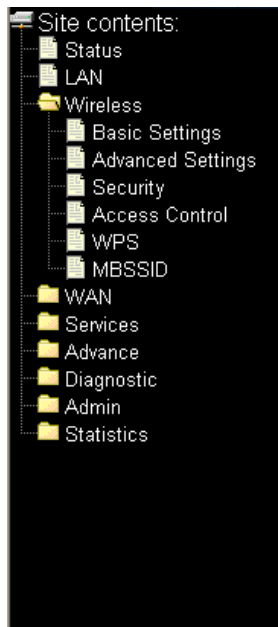 Site contents:
Status
LAN
Wireless
Basic Settings
Advanced Settings
Security
Access Control
WPS
MBSSID
WAN
Services
Advance
Diagnostic
Admin
Statistics